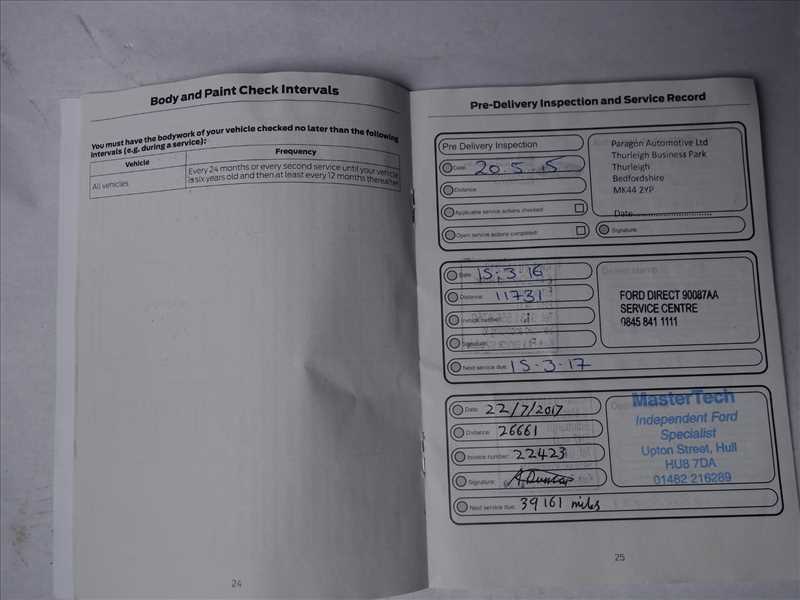 Body and Paint Check Intervals
You must have the bodywork of your vehicle checked no later than the following
intervals (e.g. during a service):
Vehicle
Frequency
All vehicles
Every 24 months or every second service until your vehicle
is six years old and then at least every 12 months thereafter.
24
Pre-Delivery Inspection and Service Record
Pre Delivery Inspection
Date: 20.5.15
Distance:
Applicable service actions checked:
Open service actions completed:
Paragon Automotive Ltd
Thurleigh Business Park
Thurleigh
Bedfordshire
MK44 2YP
Date
Signature:
Date: 15-3-16
Distance: 11731
Invoice number:
Signature:
Next service due: 15-3-17
FORD DIRECT 90087AA
SERVICE CENTRE
0845 841 1111
Date: 22/7/2017
Distance: 26661
Invoice number: 22423
Signature: A Duncan
Next service due: 39161 miles
MasterTech
Independent Ford
Specialist
Upton Street, Hull
HU8 7DA
01482 216289
25